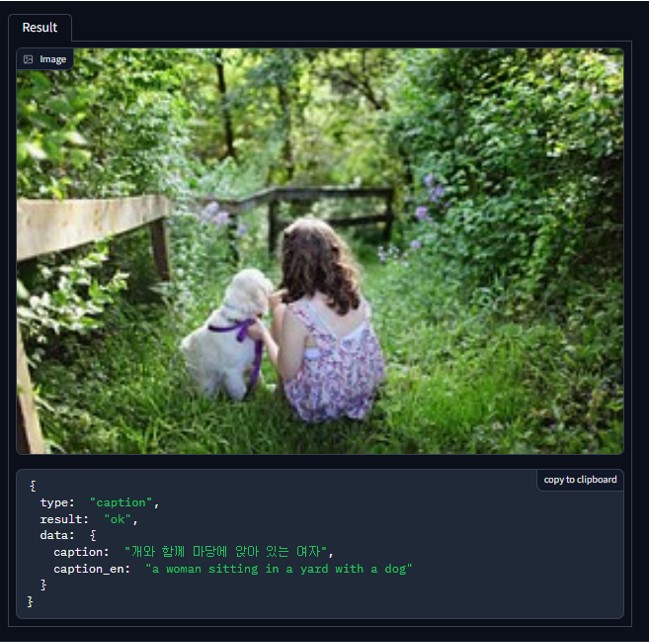 Result
Image
copy to clipboard
{
type: "caption",
result: "ok",
data: {
caption: "개와 함께 마당에 앉아 있는 여자",
caption_en: "a woman sitting in a yard with a dog"
}
}